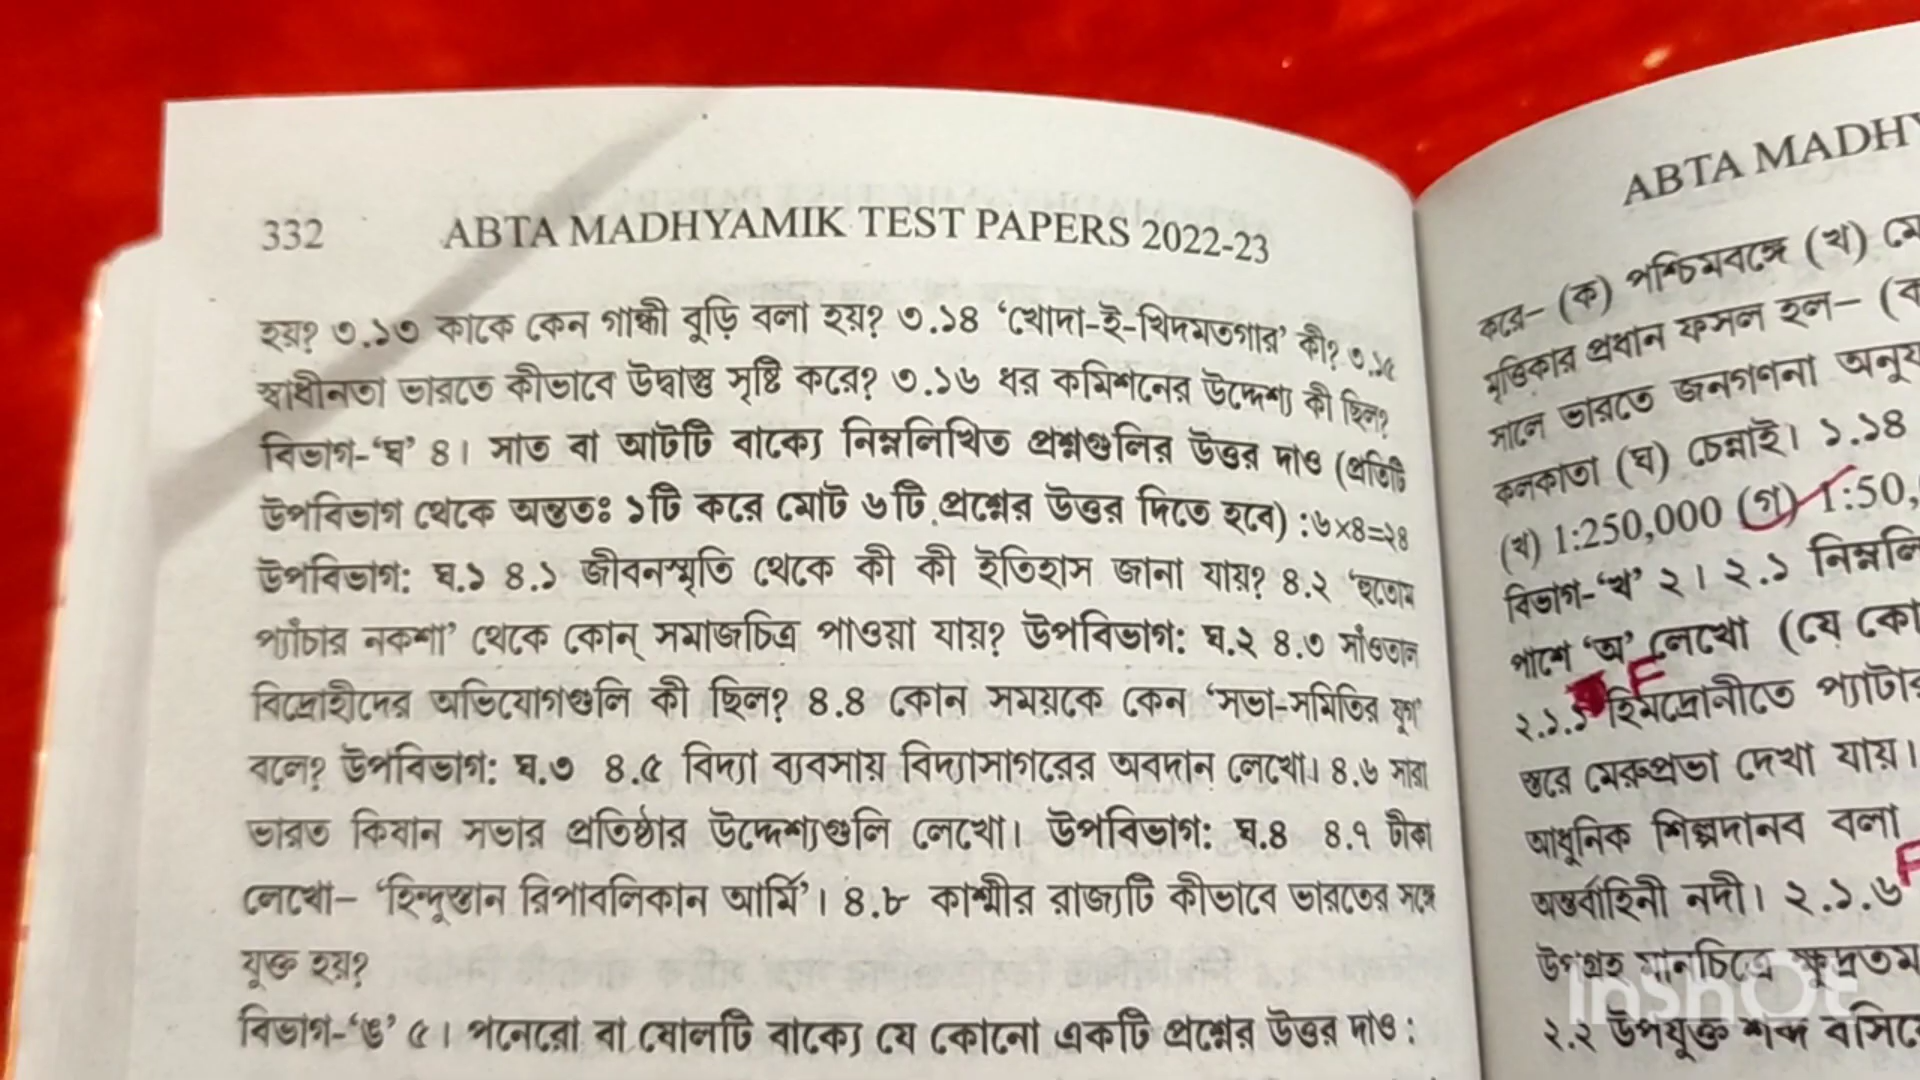 332 ABTA MADHYAMIK TEST PAPERS 2022-23
হয়? ৩.১৩ কাকে কেন গান্ধী বুড়ি বলা হয়? ৩.১৪ ‘খোদা-ই-খিদমতগার’ কী? ৩.১৫
স্বাধীনতা ভারতে কীভাবে উদ্বাস্তু সৃষ্টি করে? ৩.১৬ ধর কমিশনের উদ্দেশ্য কী ছিল?
বিভাগ-‘ঘ’ ৪। সাত বা আটটি বাক্যে নিম্নলিখিত প্রশ্নগুলির উত্তর দাও (প্রতিটি
উপবিভাগ থেকে অন্ততঃ ১টি করে মোট ৬টি প্রশ্নের উত্তর দিতে হবে) : ৬×৪=২৪
উপবিভাগ: ঘ.১ ৪.১ জীবনস্মৃতি থেকে কী কী ইতিহাস জানা যায়? ৪.২ ‘হুতোম
প্যাঁচার নকশা’ থেকে কোন্ সমাজচিত্র পাওয়া যায়? উপবিভাগ: ঘ.২ ৪.৩ সাঁওতাল
বিদ্রোহীদের অভিযোগগুলি কী ছিল? ৪.৪ কোন সময়কে কেন ‘সভা-সমিতির যুগ’
বলে? উপবিভাগ: ঘ.৩ ৪.৫ বিদ্যা ব্যবসায় বিদ্যাসাগরের অবদান লেখো। ৪.৬ সারা
ভারত কিষান সভার প্রতিষ্ঠার উদ্দেশ্যগুলি লেখো। উপবিভাগ: ঘ.৪ ৪.৭ টীকা
লেখো– ‘হিন্দুস্তান রিপাবলিকান আর্মি’। ৪.৮ কাশ্মীর রাজ্যটি কীভাবে ভারতের সঙ্গে
যুক্ত হয়?
বিভাগ-‘ঙ’ ৫। পনেরো বা ষোলটি বাক্যে যে কোনো একটি প্রশ্নের উত্তর দাও :
ABTA MADHY
করে– (ক) পশ্চিমবঙ্গে (খ)
মৃত্তিকার প্রধান ফসল হল–
সালে ভারতে জনগণনা
কলকাতা (ঘ) চেন্নাই। ১.১৪
(খ) 1:250,000 (গ) 1:50,
বিভাগ-‘খ’ ২। ২.১
পাশে ‘অ’ লেখো (যে
F
২.১.১ হিমদ্রোনীতে
স্তরে মেরুপ্রভা দেখা যায়।
আধুনিক শিল্পদানব বলা
F
অন্তর্বাহিনী নদী। ২.১.৬
উপগ্রহ মানচিত্রে ক্ষুদ্রতম
২.২ উপযুক্ত শব্দ
InShOt